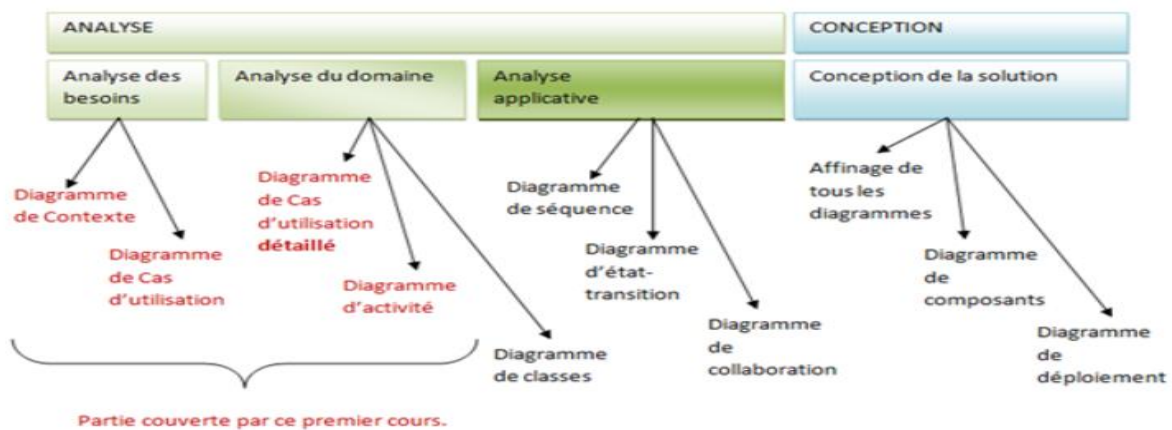 ANALYSE
CONCEPTION
Analyse des
besoins
Analyse du domaine
Analyse
applicative
Conception de la solution
Diagramme
de Contexte
Diagramme
de Cas
d'utilisation
Diagramme
de Cas
d'utilisation
détaillé
Diagramme
d'activité
Diagramme
de classes
Diagramme
de séquence
Diagramme
d'état-
transition
Diagramme
de
collaboration
Affinage de
tous les
diagrammes
Diagramme
de
composants
Diagramme
de
déploiement
Partie couverte par ce premier cours.